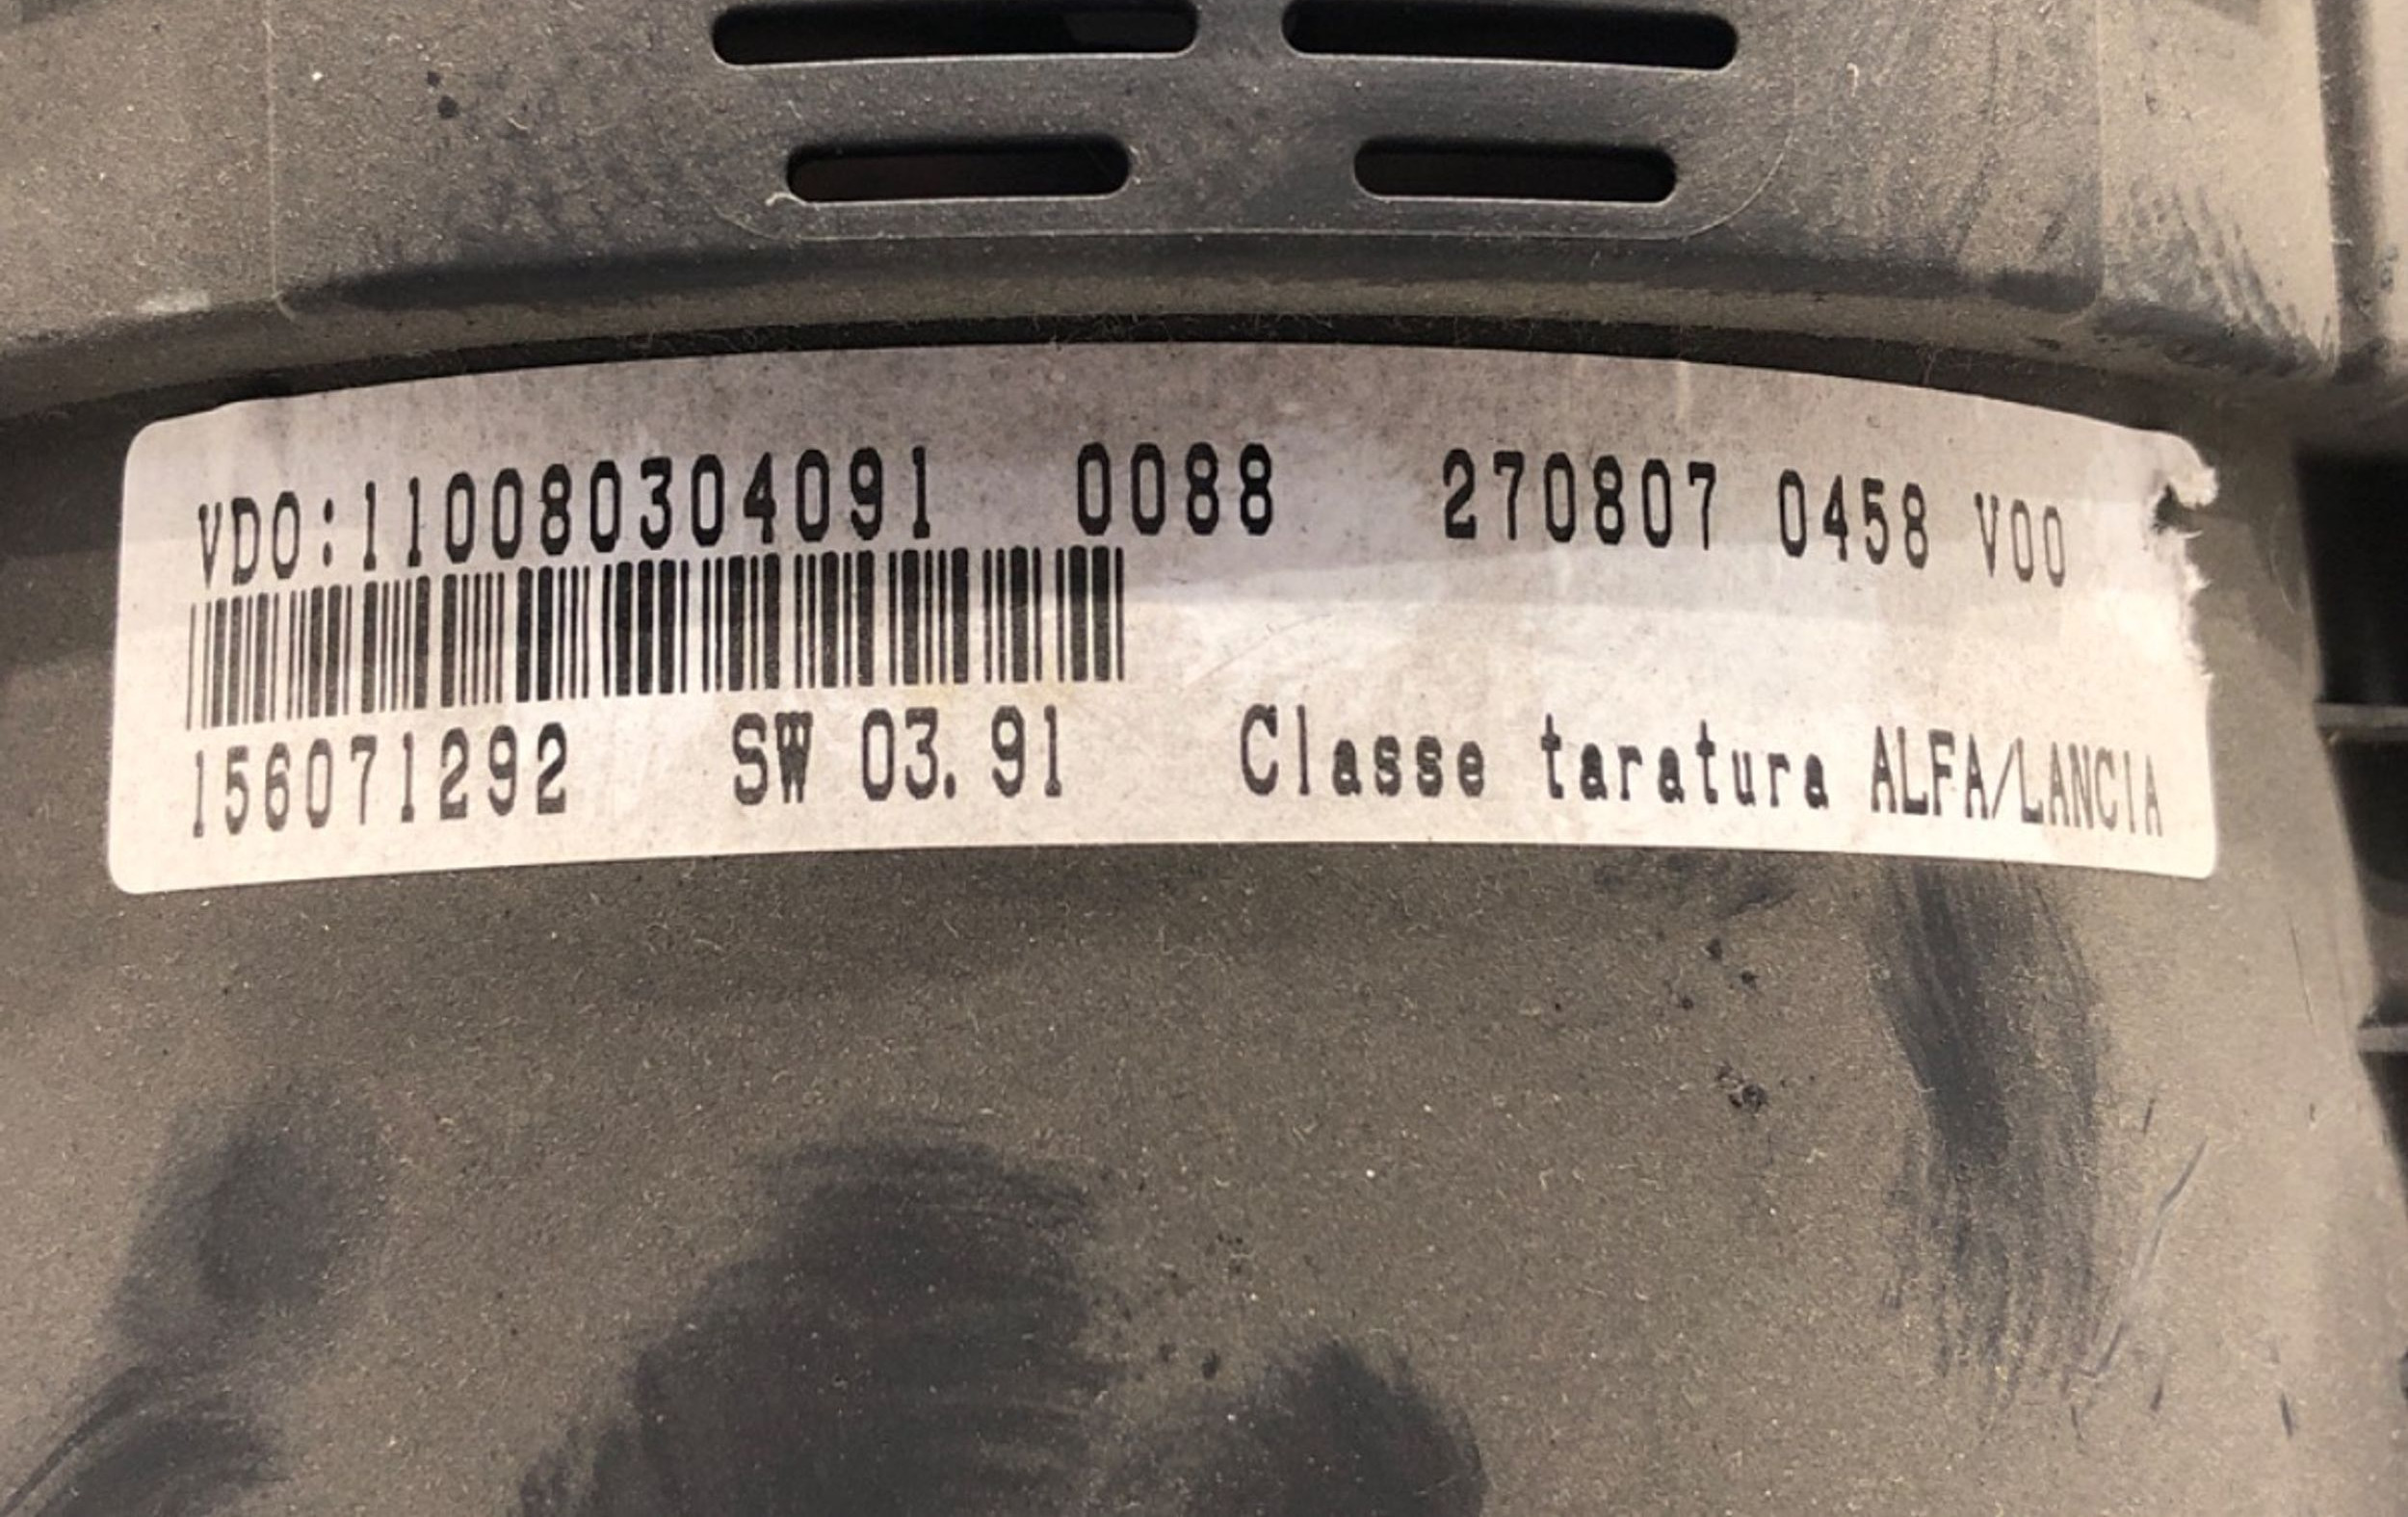 VDO:110080304091 0088 270807 0458 V00
156071292 SW 03.91 Classe taratura ALFA/LANCIA